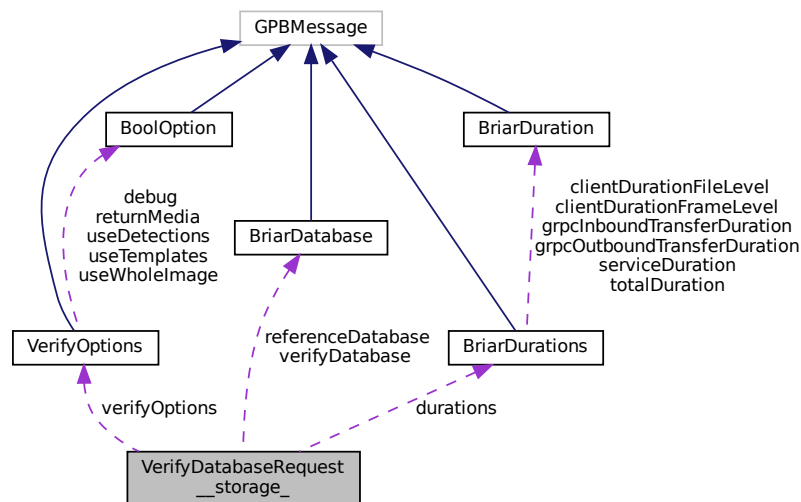 GPBMessage
BoolOption
BriarDuration
debug
returnMedia
useDetections
useTemplates
useWholeImage
clientDurationFileLevel
clientDurationFrameLevel
grpcInboundTransferDuration
grpcOutboundTransferDuration
serviceDuration
totalDuration
BriarDatabase
VerifyOptions
referenceDatabase
verifyDatabase
BriarDurations
verifyOptions
durations
VerifyDatabaseRequest
__storage_